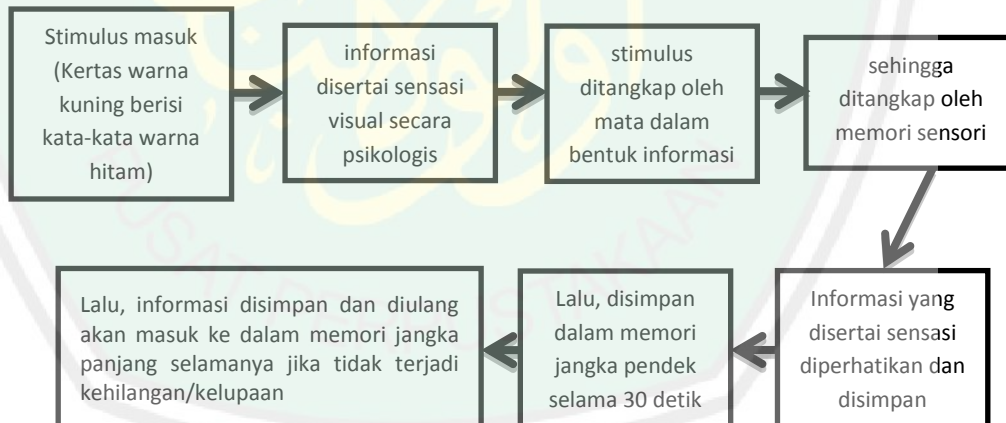 Stimulus masuk
(Kertas warna
kuning berisi
kata-kata warna
hitam)
informasi
disertai sensasi
visual secara
psikologis
stimulus
ditangkap oleh
mata dalam
bentuk informasi
sehingga
ditangkap oleh
memori sensori
Informasi yang
disertai sensasi
diperhatikan dan
disimpan
Lalu, disimpan
dalam memori
jangka pendek
selama 30 detik
Lalu, informasi disimpan dan diulang
akan masuk ke dalam memori jangka
panjang selamanya jika tidak terjadi
kehilangan/kelupaan